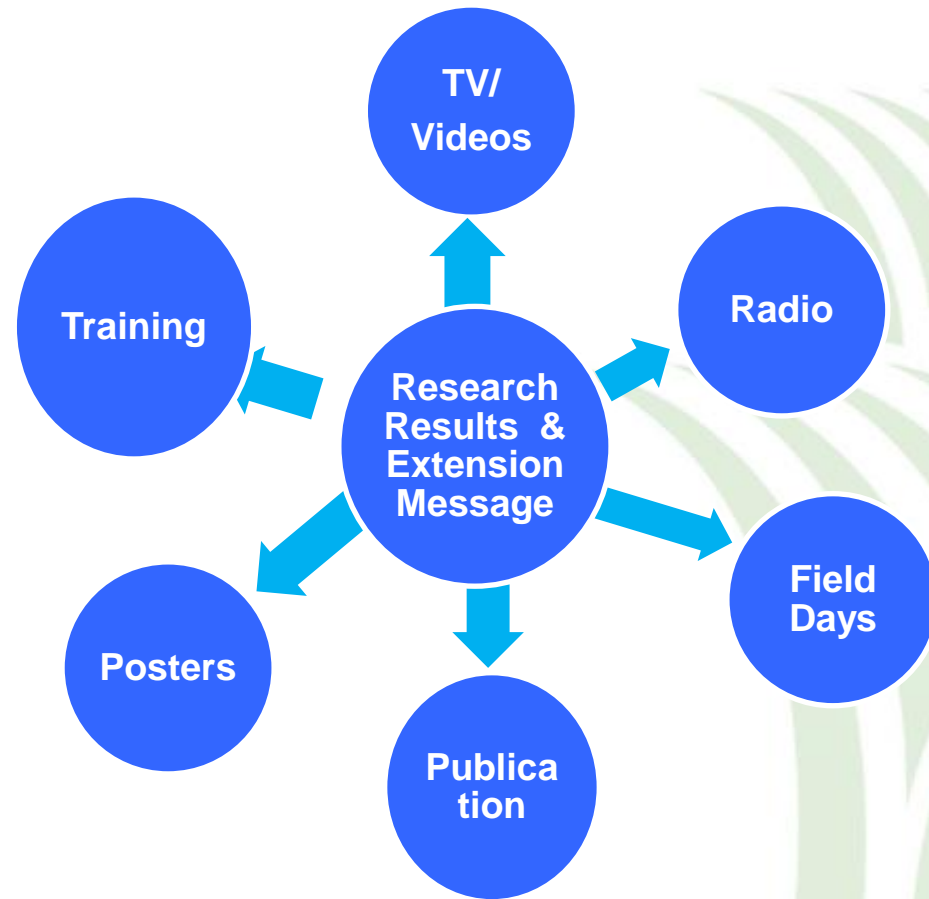 TV/
Videos
Radio
Training
Research
Results & 
Extension
Message
Field
Days
Posters
Publica
tion